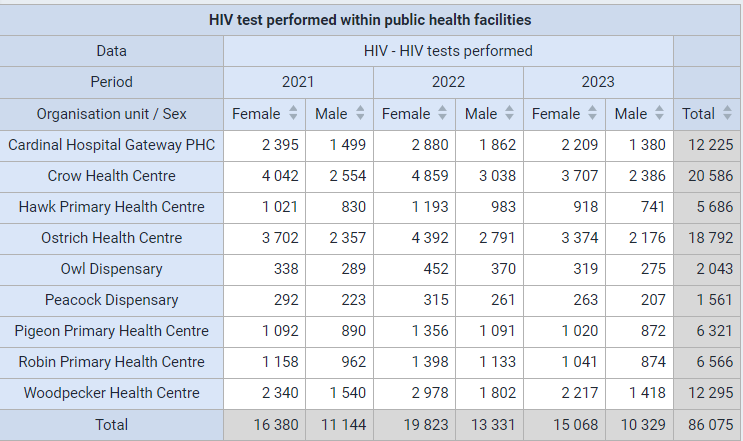 HIV test performed within public health facilities
Data HIV - HIV tests performed
Period 2021 2022 2023
Organisation unit / Sex Female Male Female Male Female Male Total
Cardinal Hospital Gateway PHC 2 395 1 499 2 880 1 862 2 209 1 380 12 225
Crow Health Centre 4 042 2 554 4 859 3 038 3 707 2 386 20 586
Hawk Primary Health Centre 1 021 830 1 193 983 918 741 5 686
Ostrich Health Centre 3 702 2 357 4 392 2 791 3 374 2 176 18 792
Owl Dispensary 338 289 452 370 319 275 2 043
Peacock Dispensary 292 223 315 261 263 207 1 561
Pigeon Primary Health Centre 1 092 890 1 356 1 091 1 020 872 6 321
Robin Primary Health Centre 1 158 962 1 398 1 133 1 041 874 6 566
Woodpecker Health Centre 2 340 1 540 2 978 1 802 2 217 1 418 12 295
Total 16 380 11 144 19 823 13 331 15 068 10 329 86 075